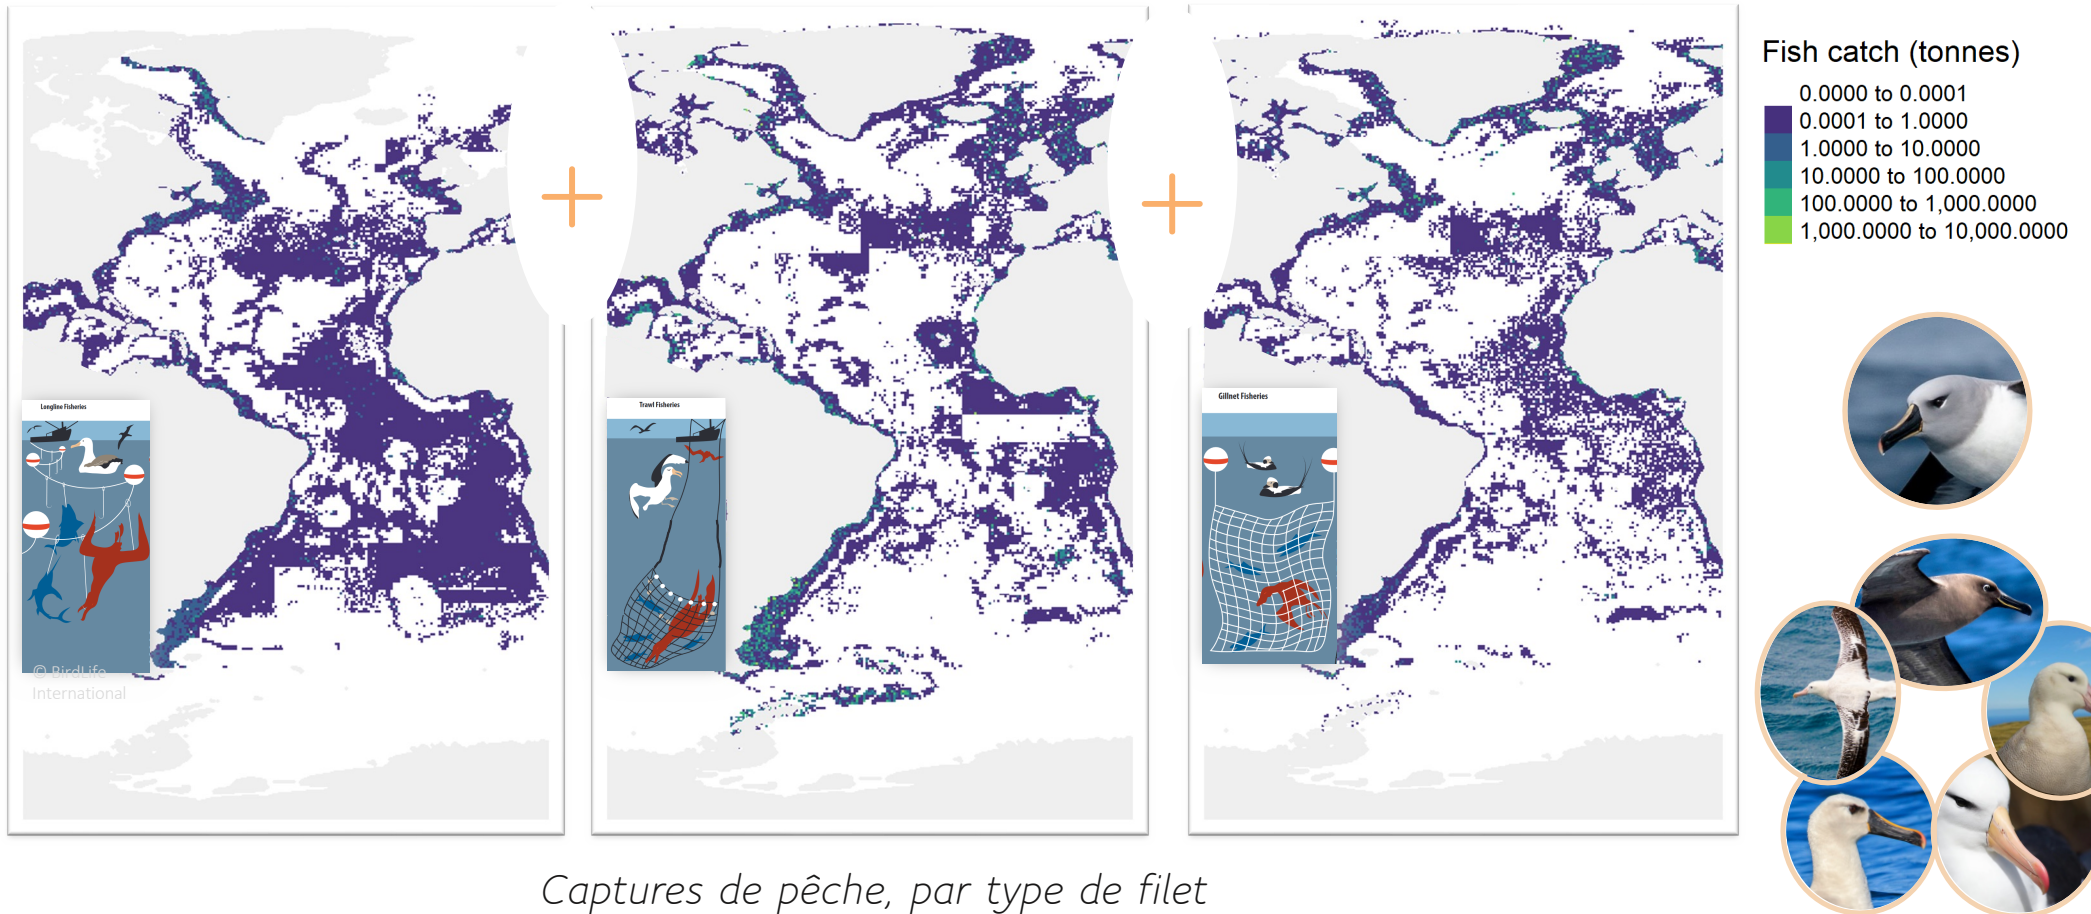 Longline Fisheries
© BirdLife
International
Trawl Fisheries
Gillnet Fisheries
Fish catch (tonnes)
0.0000 to 0.0001
0.0001 to 1.0000
1.0000 to 10.0000
10.0000 to 100.0000
100.0000 to 1,000.0000
1,000.0000 to 10,000.0000
Captures de pêche, par type de filet